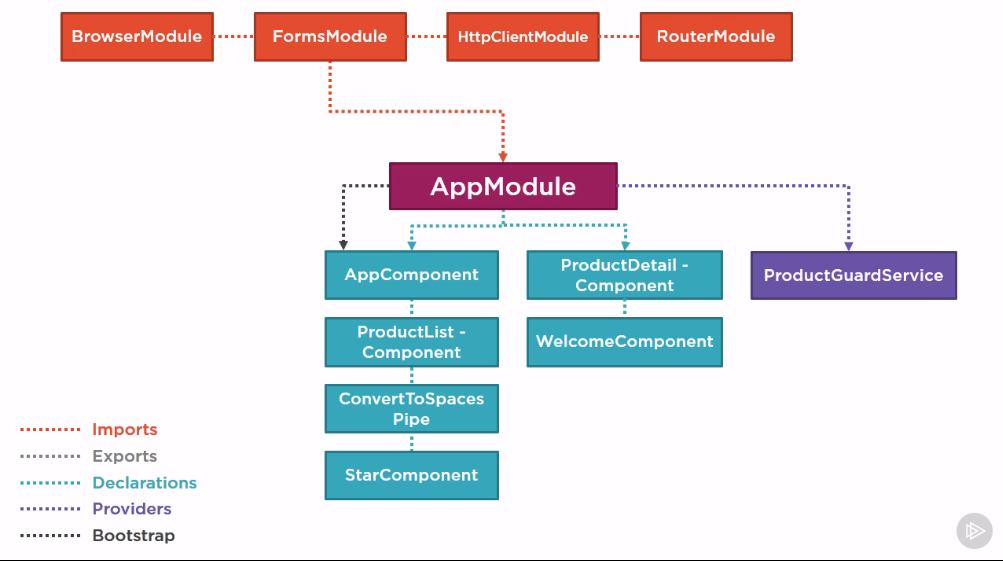 BrowserModule
FormsModule
HttpClientModule
RouterModule
AppModule
AppComponent
ProductDetail -
Component
ProductGuardService
ProductList -
Component
WelcomeComponent
ConvertToSpaces
Pipe
StarComponent
Imports
Exports
Declarations
Providers
Bootstrap